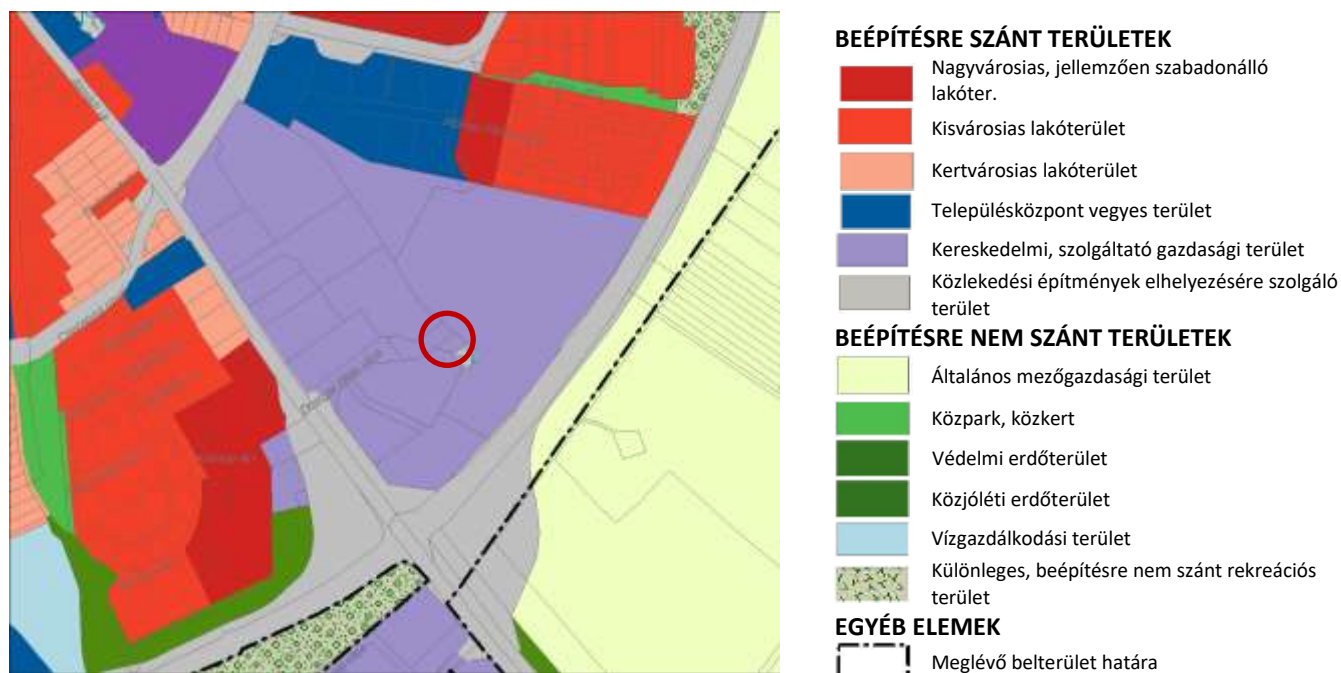 BEÉPÍTÉSRE SZÁNT TERÜLETEK
Nagyvárosias, jellemzően szabadonálló
lakóter.
Kisvárosias lakóterület
Kertvárosias lakóterület
Településközpont vegyes terület
Kereskedelmi, szolgáltató gazdasági terület
Közlekedési építmények elhelyezésére szolgáló
terület
BEÉPÍTÉSRE NEM SZÁNT TERÜLETEK
Általános mezőgazdasági terület
Közpark, közkert
Védelmi erdőterület
Közjóléti erdőterület
Vízgazdálkodási terület
Különleges, beépítésre nem szánt rekreációs
terület
EGYÉB ELEMEK
Meglévő belterület határa